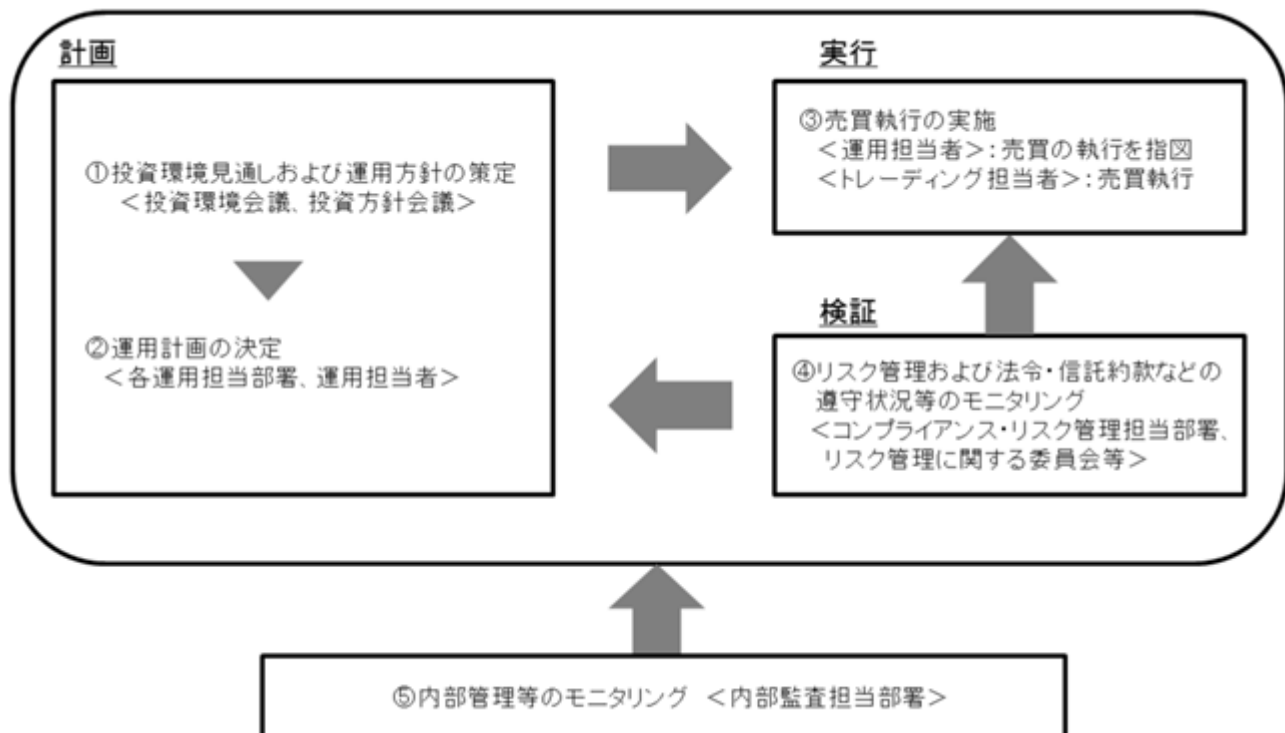 計画
①投資環境見通しおよび運用方針の策定
<投資環境会議、投資方針会議>
②運用計画の決定
<各運用担当部署、運用担当者>
実行
③売買執行の実施
<運用担当者>:売買の執行を指図
<トレーディング担当者>:売買執行
検証
④リスク管理および法令・信託約款などの
遵守状況等のモニタリング
<コンプライアンス・リスク管理担当部署、
リスク管理に関する委員会等>
⑤内部管理等のモニタリング <内部監査担当部署>